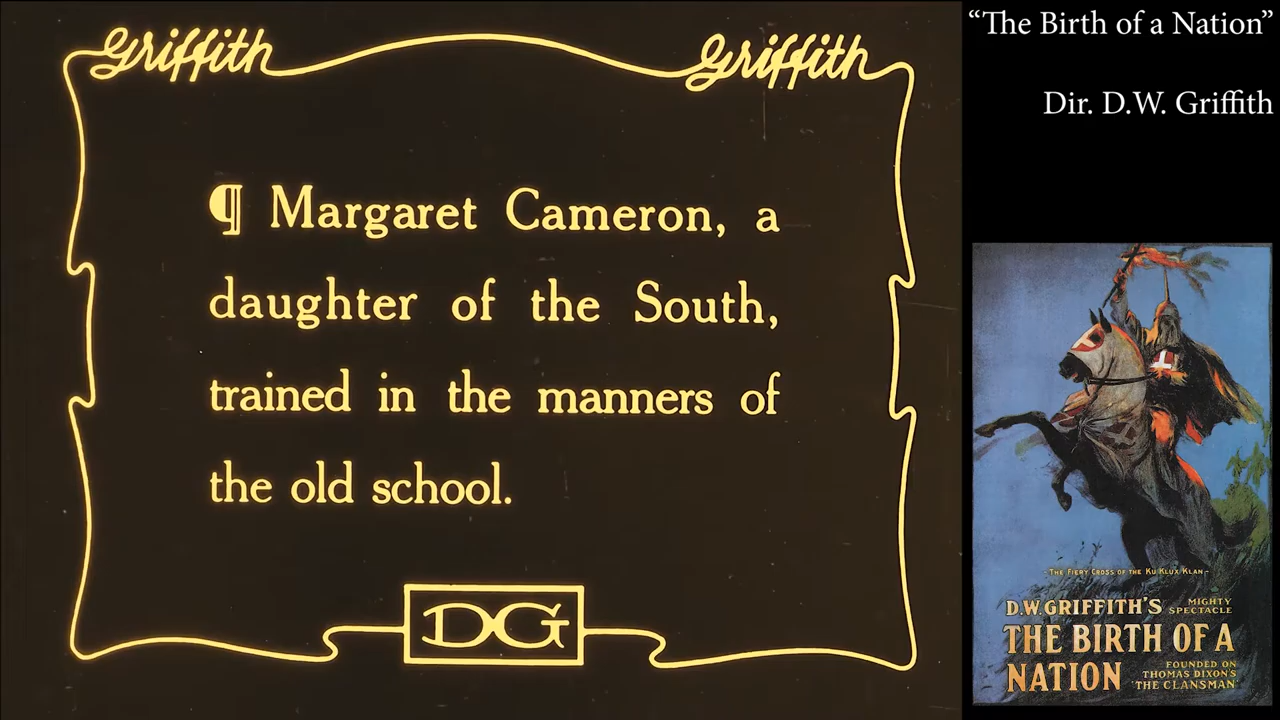 Griffith Griffith
¶ Margaret Cameron, a
daughter of the South,
trained in the manners of
the old school.
DG
“The Birth of a Nation”
Dir. D.W. Griffith
- THE FIERY CROSS OF THE KU KLUX KLAN -
D.W. GRIFFITH'S MIGHTY SPECTACLE
THE BIRTH OF A
NATION FOUNDED ON THOMAS DIXON'S 'THE CLANSMAN'